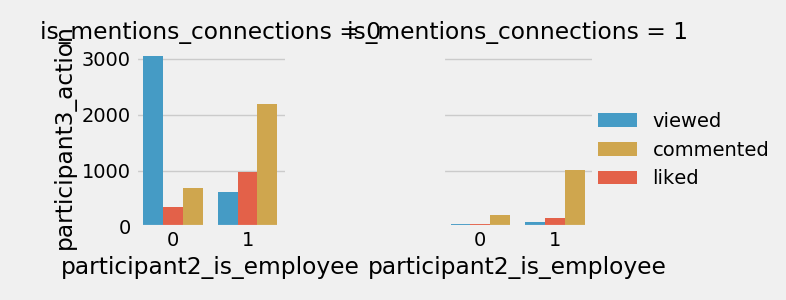 is_mentions_connections = 0
is_mentions_connections = 1
participant3_action
3000
2000
1000
0
0 1
0 1
participant2_is_employee
participant2_is_employee
viewed
commented
liked